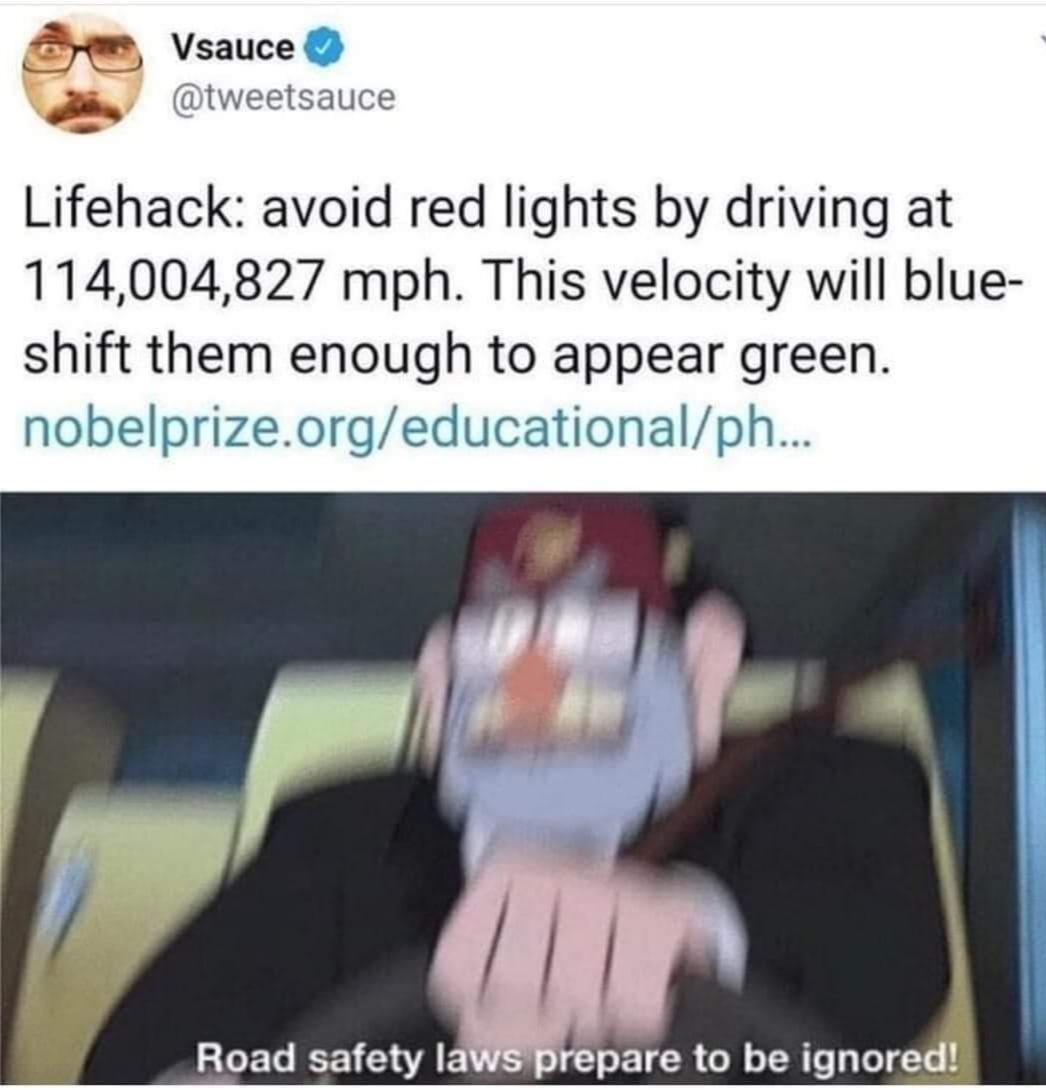 Vsauce
@tweetsauce
Lifehack: avoid red lights by driving at
114,004,827 mph. This velocity will blue-
shift them enough to appear green.
nobelprize.org/educational/ph...
Road safety laws prepare to be ignored!